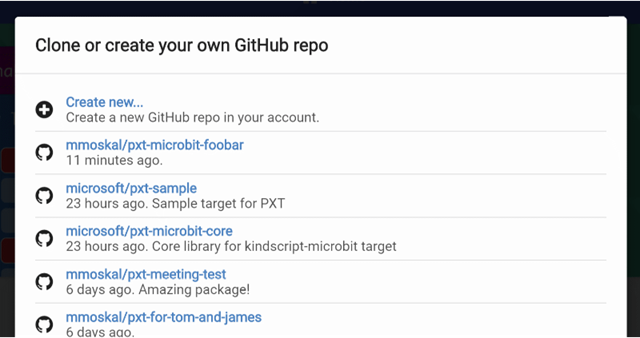 Clone or create your own GitHub repo
Create new...
Create a new GitHub repo in your account.
mmoskal/pxt-microbit-foobar
11 minutes ago.
microsoft/pxt-sample
23 hours ago. Sample target for PXT
microsoft/pxt-microbit-core
23 hours ago. Core library for kindscript-microbit target
mmoskal/pxt-meeting-test
6 days ago. Amazing package!
mmoskal/pxt-for-tom-and-james
6 days ago.